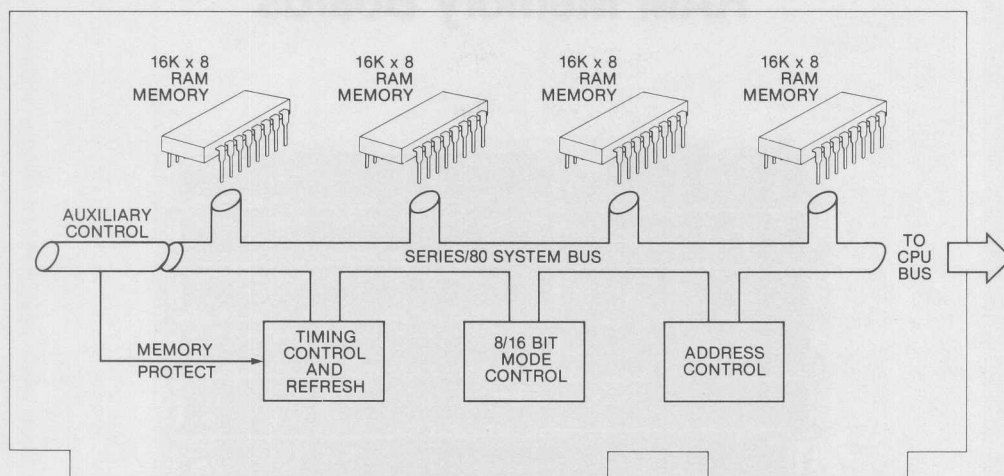 16K x 8
RAM
MEMORY
16K x 8
RAM
MEMORY
16K x 8
RAM
MEMORY
16K x 8
RAM
MEMORY
AUXILIARY
CONTROL
SERIES/80 SYSTEM BUS
TO
CPU
BUS
MEMORY
PROTECT
TIMING
CONTROL
AND
REFRESH
8/16 BIT
MODE
CONTROL
ADDRESS
CONTROL